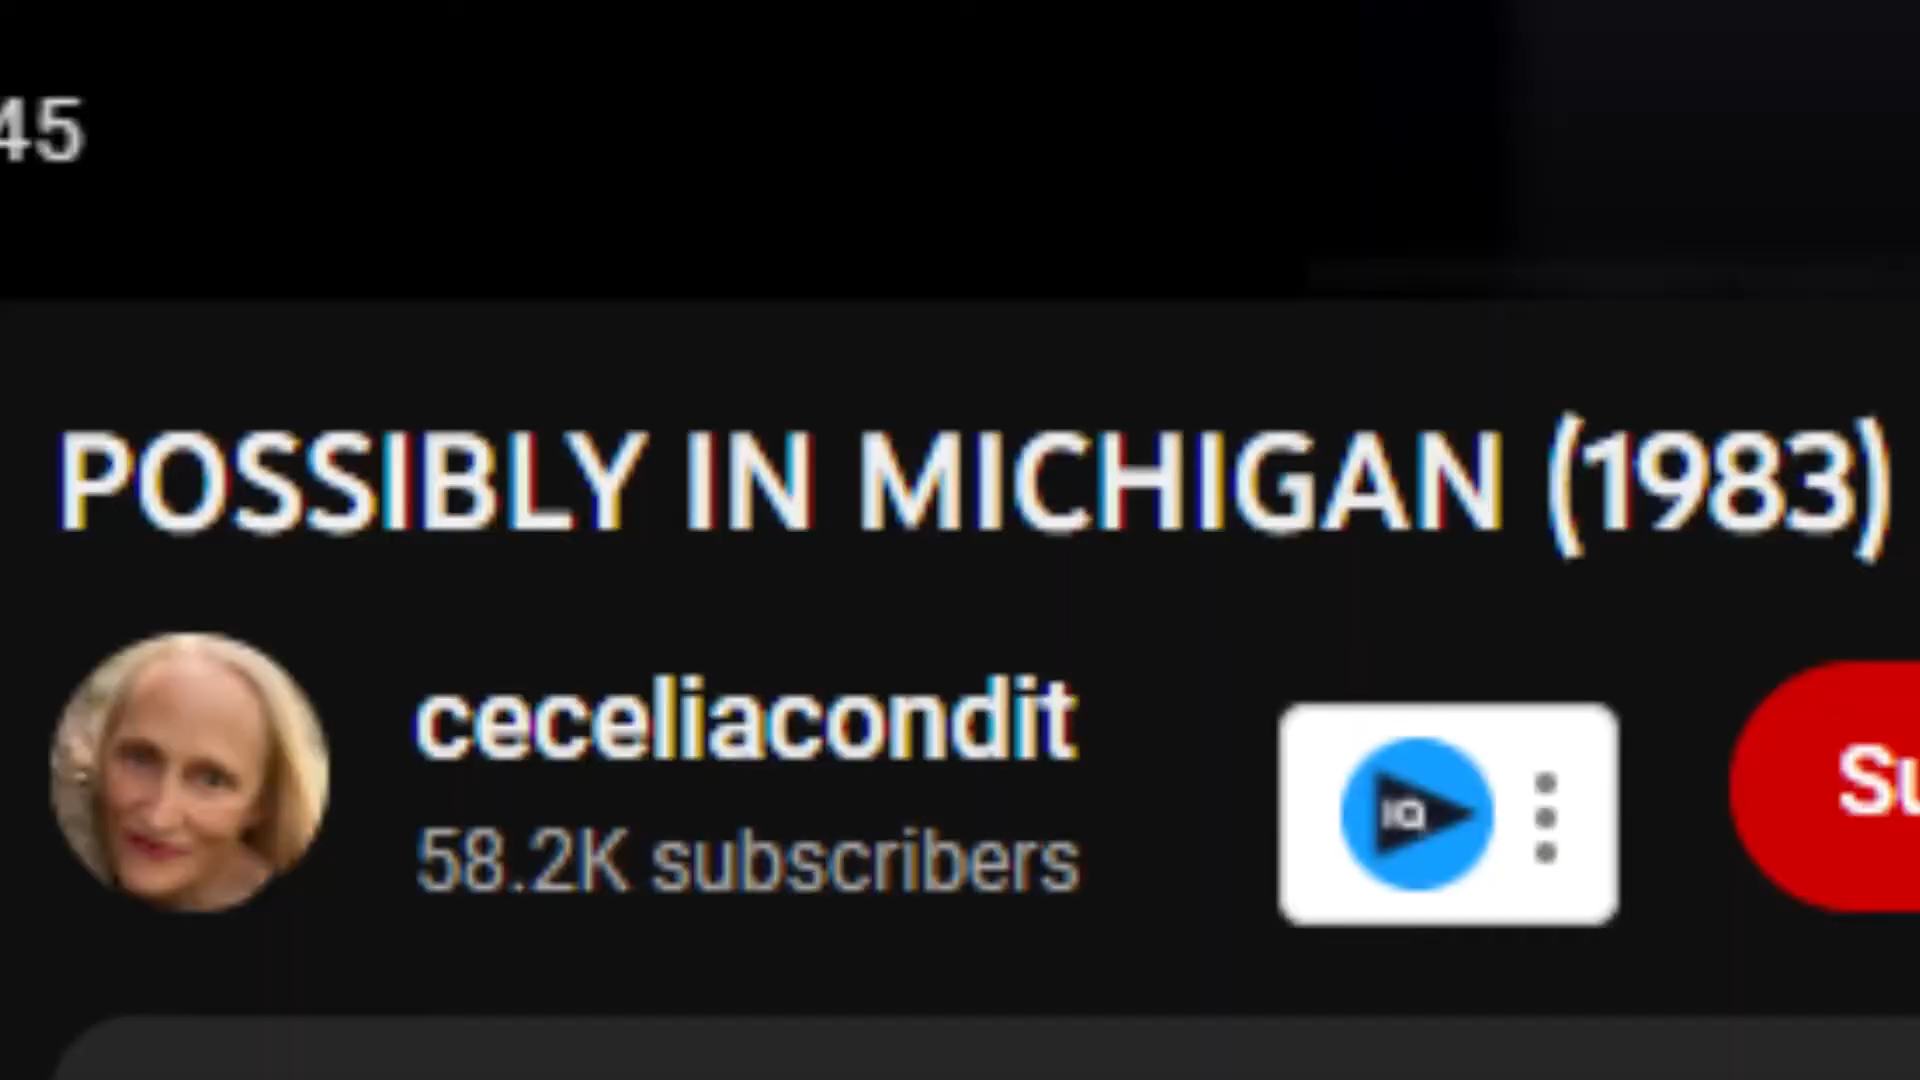 45
POSSIBLY IN MICHIGAN (1983)
ceceliacondit
58.2K subscribers
IQ
Su